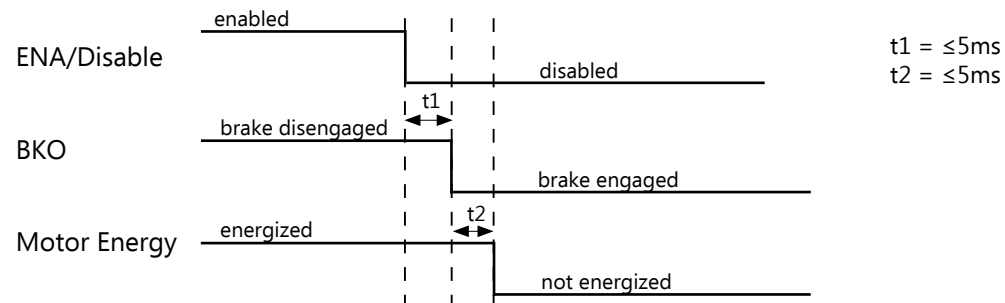 enabled
ENA/Disable
disabled
t1 = ≤5ms
t2 = ≤5ms
t1
brake disengaged
BKO
brake engaged
t2
energized
Motor Energy
not energized